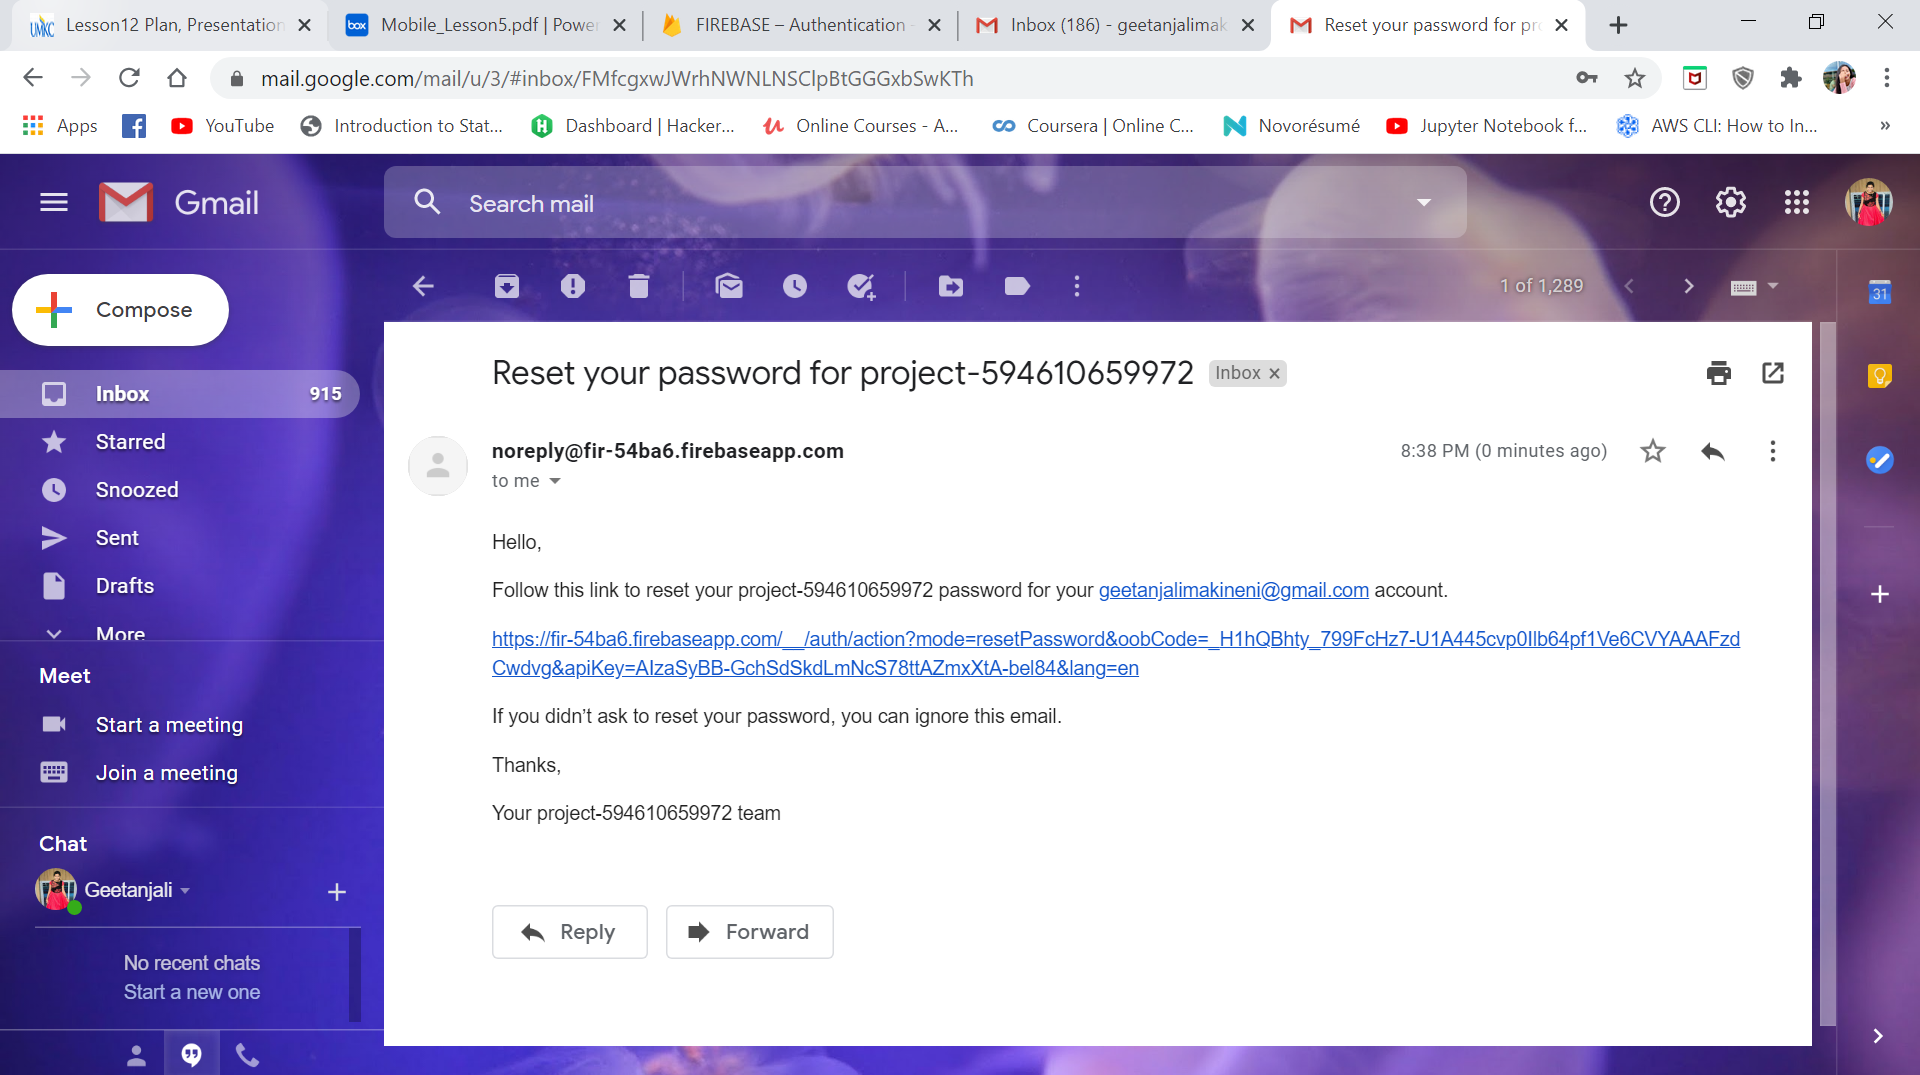 UMKC Lesson12 Plan, Presentation
box Mobile_Lesson5.pdf | Power
FIREBASE – Authentication -
Inbox (186) - geetanjalimak
Reset your password for pro
mail.google.com/mail/u/3/#inbox/FMfcgxwJWrhNWNLNSClpBtGGGxbSwKTh
Apps
YouTube
Introduction to Stat...
Dashboard | Hacker...
Online Courses - A...
Coursera | Online C...
Novorésumé
Jupyter Notebook f...
AWS CLI: How to In...
»
Gmail
Search mail
Compose
1 of 1,289
31
Inbox 915
Starred
Snoozed
Sent
Drafts
More
Meet
Start a meeting
Join a meeting
Chat
Geetanjali
No recent chats
Start a new one
Reset your password for project-594610659972 Inbox
noreply@fir-54ba6.firebaseapp.com
8:38 PM (0 minutes ago)
to me
Hello,
Follow this link to reset your project-594610659972 password for your geetanjalimakineni@gmail.com account.
https://fir-54ba6.firebaseapp.com/__/auth/action?mode=resetPassword&oobCode=_H1hQBhty_799FcHz7-U1A445cvp0Ilb64pf1Ve6CVYAAAFzd
Cwdvg&apiKey=AIzaSyBB-GchSdSkdLmNcS78ttAZmxXtA-bel84&lang=en
If you didn’t ask to reset your password, you can ignore this email.
Thanks,
Your project-594610659972 team
Reply
Forward